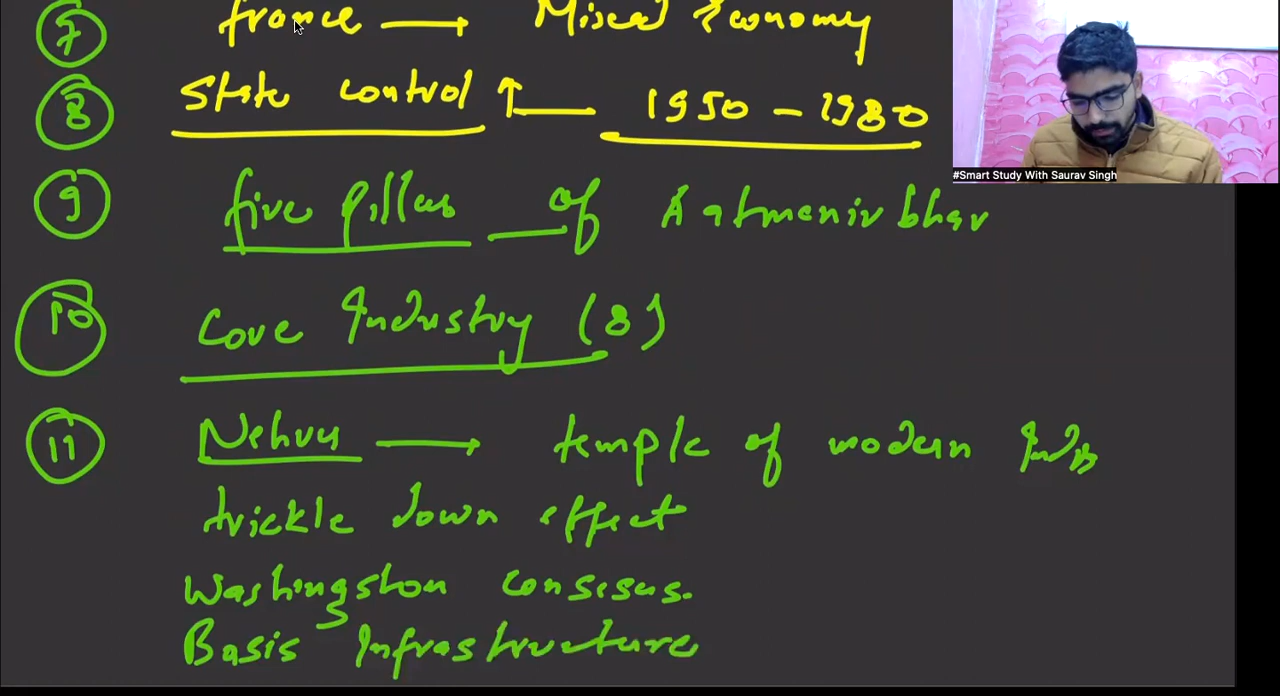 7 france → Mixed Economy
8 State control ↑ — 1950 - 1980
#Smart Study With Saurav Singh
9 five pillas — of Aatmanirbhar
10 Core Industry (8)
11 Nehru → temple of modern India
trickle down effect
Washingston consesus.
Basis Infrastructure